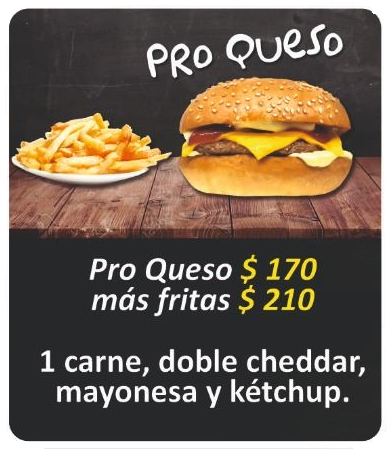 PRO QUESO
Pro Queso $ 170
más fritas $ 210
1 carne, doble cheddar,
mayonesa y kétchup.